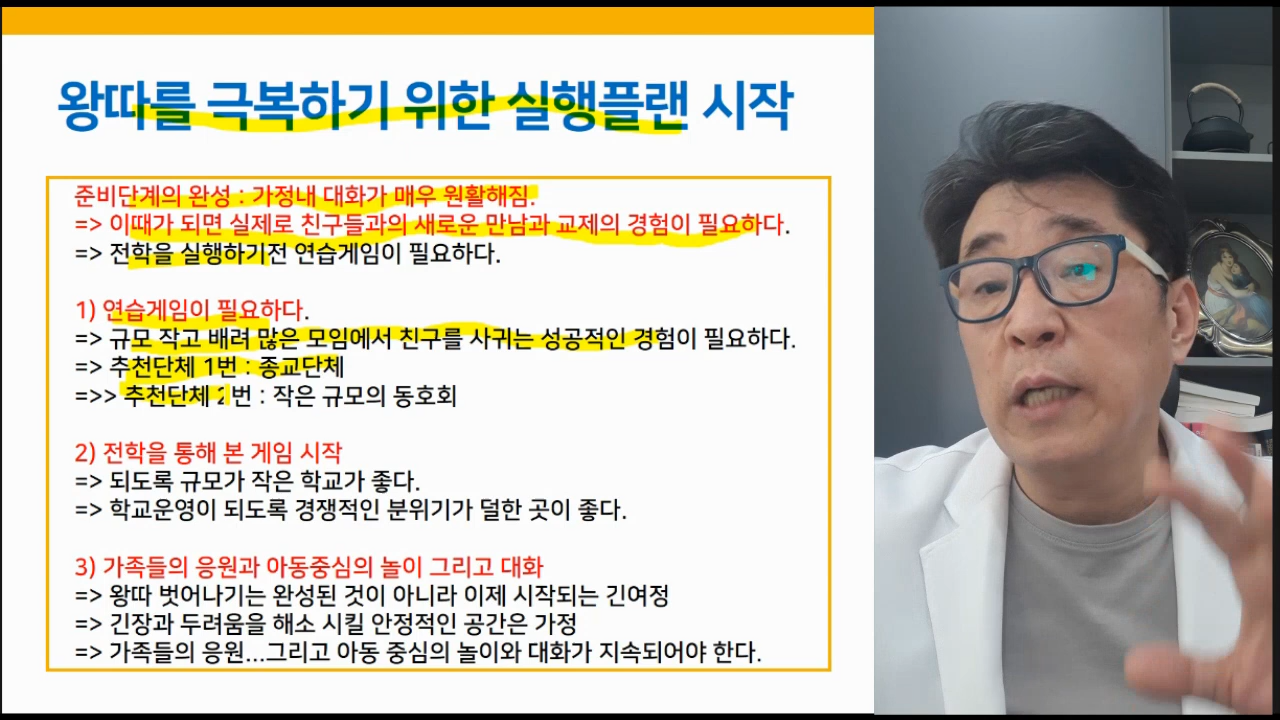 왕따를 극복하기 위한 실행플랜 시작
준비단계의 완성 : 가정내 대화가 매우 원활해짐.
=> 이때가 되면 실제로 친구들과의 새로운 만남과 교제의 경험이 필요하다.
=> 전학을 실행하기전 연습게임이 필요하다.
1) 연습게임이 필요하다.
=> 규모 작고 배려 많은 모임에서 친구를 사귀는 성공적인 경험이 필요하다.
=> 추천단체 1번 : 종교단체
=>> 추천단체 2번 : 작은 규모의 동호회
2) 전학을 통해 본 게임 시작
=> 되도록 규모가 작은 학교가 좋다.
=> 학교운영이 되도록 경쟁적인 분위기가 덜한 곳이 좋다.
3) 가족들의 응원과 아동중심의 놀이 그리고 대화
=> 왕따 벗어나기는 완성된 것이 아니라 이제 시작되는 긴여정
=> 긴장과 두려움을 해소 시킬 안정적인 공간은 가정
=> 가족들의 응원...그리고 아동 중심의 놀이와 대화가 지속되어야 한다.